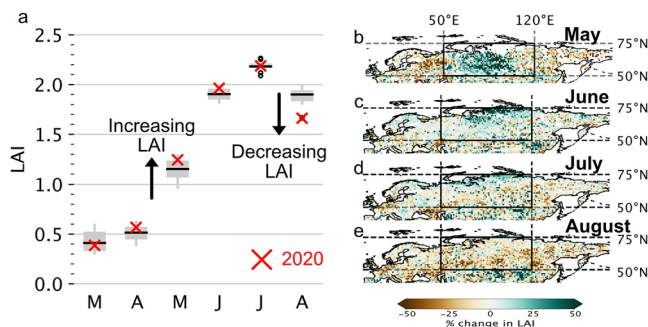 a
2.5
2.0
1.5
1.0
0.5
0.0
LAI
Increasing
LAI
Decreasing
LAI
2020
M A M J J A
50°E 120°E
b May 75°N
50°N
c June 75°N
50°N
d July 75°N
50°N
e August 75°N
50°N
−50 −25 0 25 50
% change in LAI